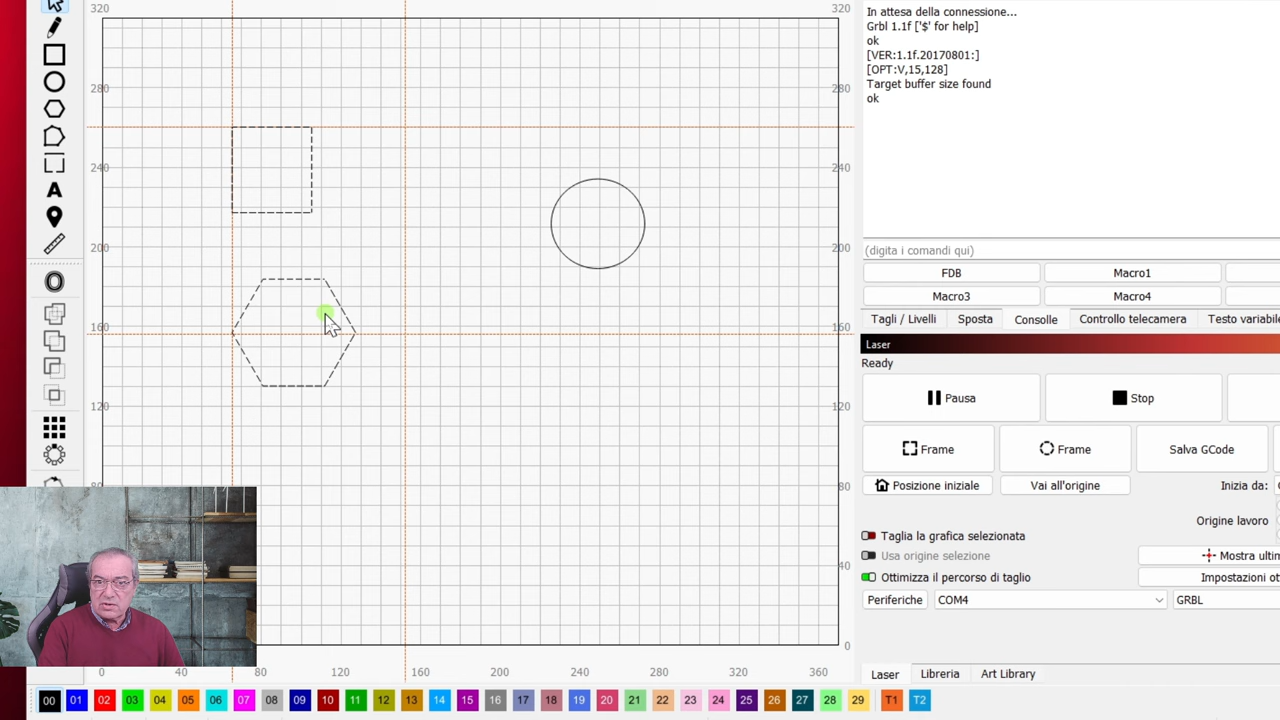 320
320
280
280
240
240
200
200
160
160
120
120
80
80
40
0
0
40
80
120
160
200
240
280
320
360
A
In attesa della connessione...
Grbl 1.1f ['$' for help]
ok
[VER:1.1f.20170801:]
[OPT:V,15,128]
Target buffer size found
ok
(digita i comandi qui)
FDB
Macro1
Macro3
Macro4
Tagli / Livelli
Sposta
Consolle
Controllo telecamera
Testo variabile
Laser
Ready
Pausa
Stop
Frame
Frame
Salva GCode
Posizione iniziale
Vai all'origine
Inizia da:
Origine lavoro
Taglia la grafica selezionata
Usa origine selezione
Mostra ultim
Ottimizza il percorso di taglio
Impostazioni ot
Periferiche
COM4
GRBL
Laser
Libreria
Art Library
00 01 02 03 04 05 06 07 08 09 10 11 12 13 14 15 16 17 18 19 20 21 22 23 24 25 26 27 28 29 T1 T2